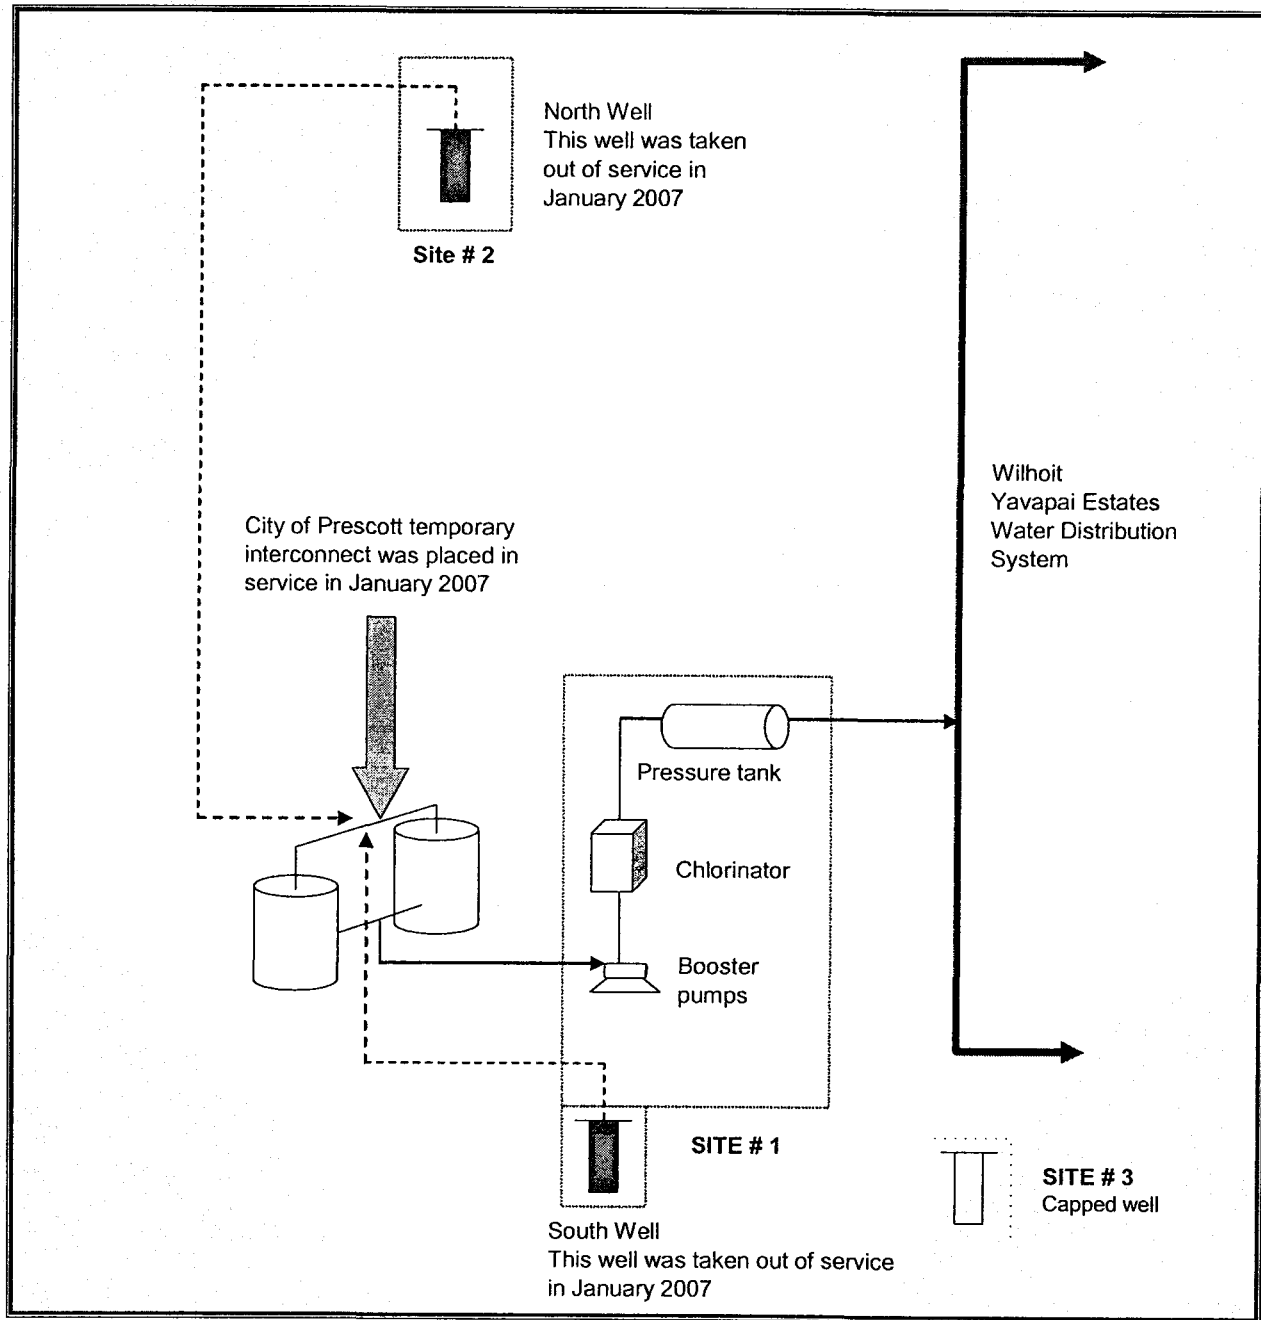 North Well
This well was taken
out of service in
January 2007
Site # 2
Wilhoit
Yavapai Estates
Water Distribution
System
City of Prescott temporary
interconnect was placed in
service in January 2007
Pressure tank
Chlorinator
Booster
pumps
SITE # 1
SITE # 3
Capped well
South Well
This well was taken out of service
in January 2007